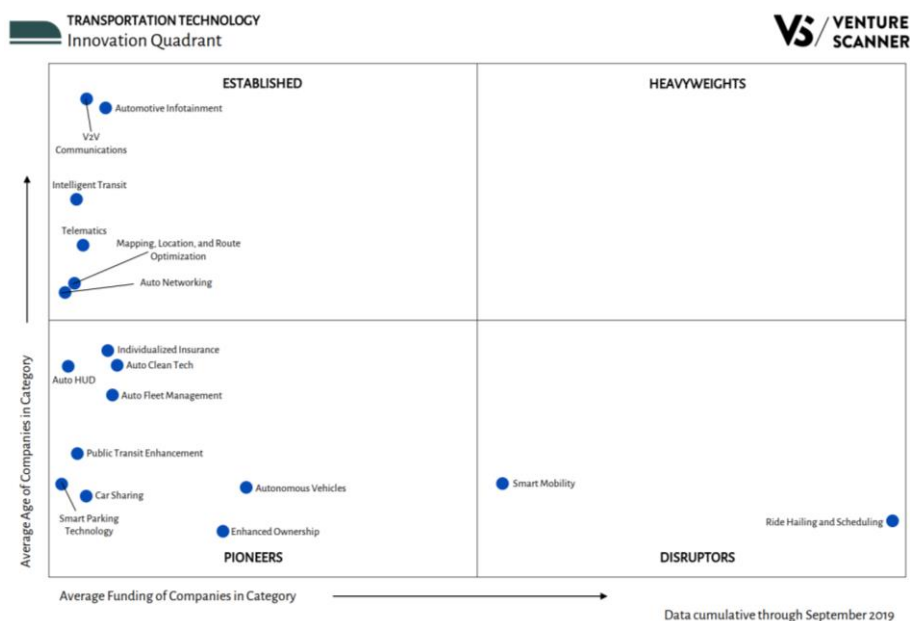 TRANSPORTATION TECHNOLOGY
Innovation Quadrant
VS / VENTURE
SCANNER
ESTABLISHED
HEAVYWEIGHTS
Automotive Infotainment
V2V
Communications
Intelligent Transit
Telematics
Mapping, Location, and Route
Optimization
Auto Networking
Average Age of Companies in Category
Individualized Insurance
Auto Clean Tech
Auto HUD
Auto Fleet Management
Public Transit Enhancement
Autonomous Vehicles
Smart Mobility
Car Sharing
Smart Parking
Technology
Enhanced Ownership
Ride Hailing and Scheduling
PIONEERS
DISRUPTORS
Average Funding of Companies in Category
Data cumulative through September 2019